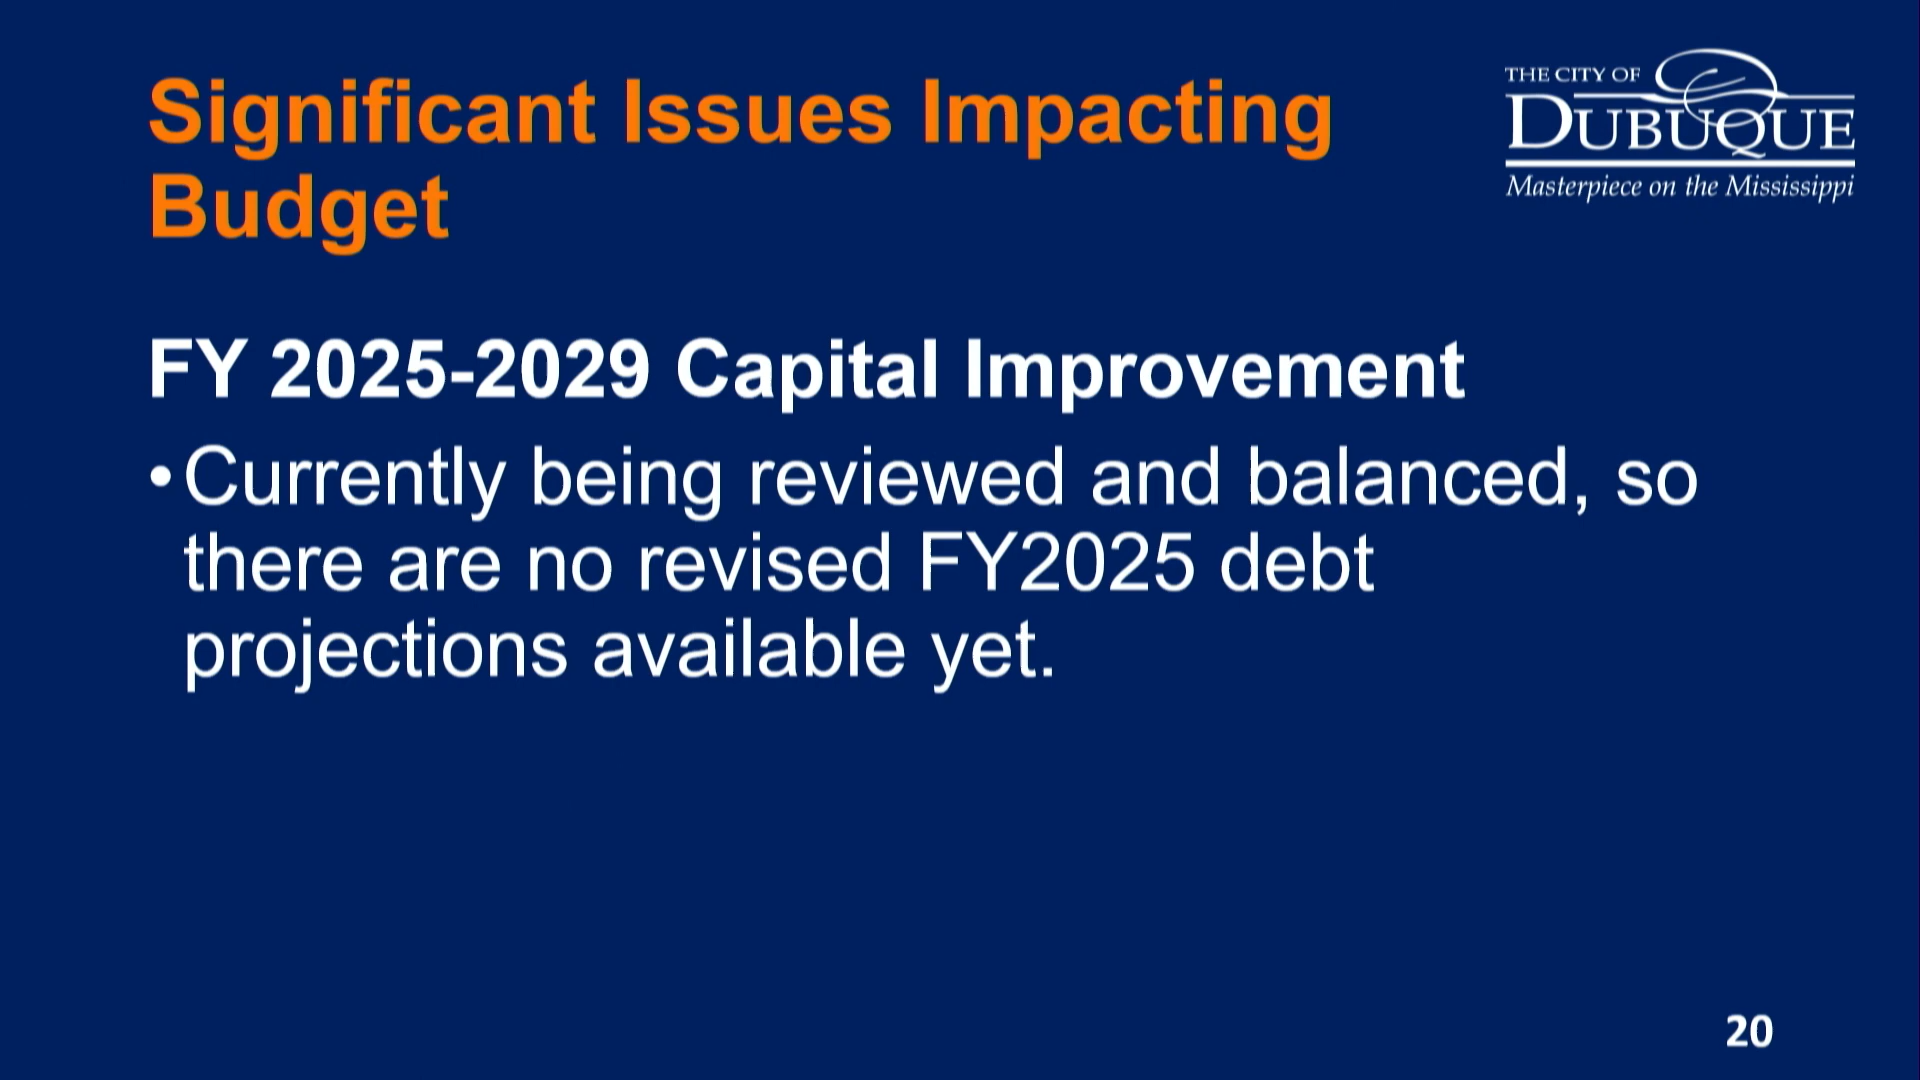 Significant Issues Impacting
Budget
THE CITY OF
DUBUQUE
Masterpiece on the Mississippi
FY 2025-2029 Capital Improvement
•Currently being reviewed and balanced, so
there are no revised FY2025 debt
projections available yet.
20